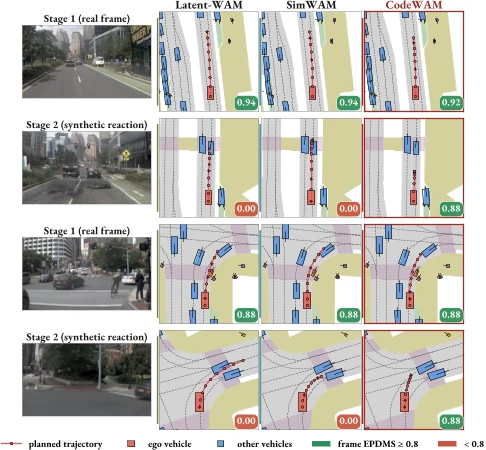 Latent-WAM SimWAM CodeWAM
Stage 1 (real frame)
0.94 0.94 0.92
Stage 2 (synthetic reaction)
0.00 0.00 0.88
Stage 1 (real frame)
0.88 0.88 0.88
Stage 2 (synthetic reaction)
0.00 0.00 0.88
planned trajectory ego vehicle other vehicles frame EPDMS ≥ 0.8 < 0.8